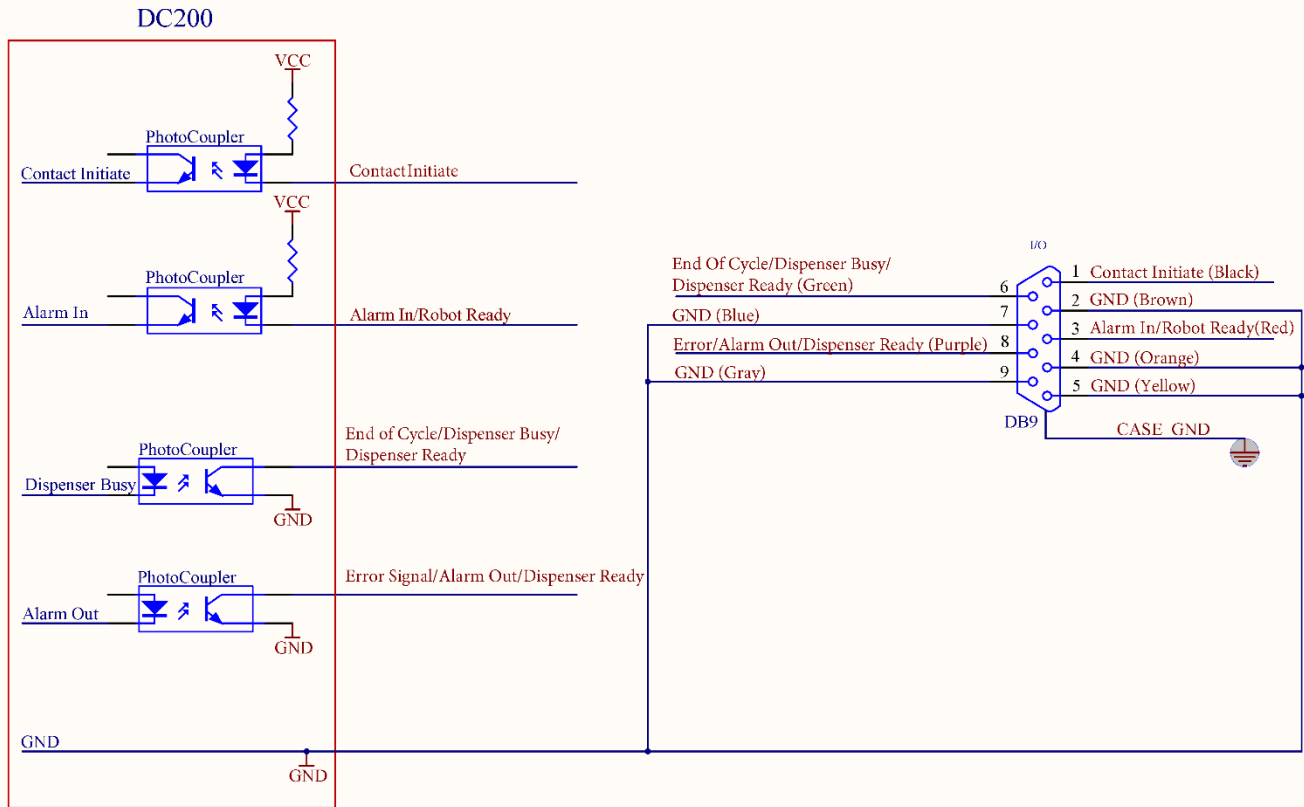 DC200
VCC
PhotoCoupler
Contact Initiate
ContactInitiate
VCC
PhotoCoupler
Alarm In
Alarm In/Robot Ready
End of Cycle/Dispenser Busy/
Dispenser Ready
PhotoCoupler
Dispenser Busy
GND
PhotoCoupler
Error Signal/Alarm Out/Dispenser Ready
Alarm Out
GND
GND
GND
I/O
End Of Cycle/Dispenser Busy/
Dispenser Ready (Green)
6
GND (Blue)
7
Error/Alarm Out/Dispenser Ready (Purple)
8
GND (Gray)
9
1 Contact Initiate (Black)
2 GND (Brown)
3 Alarm In/Robot Ready(Red)
4 GND (Orange)
5 GND (Yellow)
DB9
CASE GND